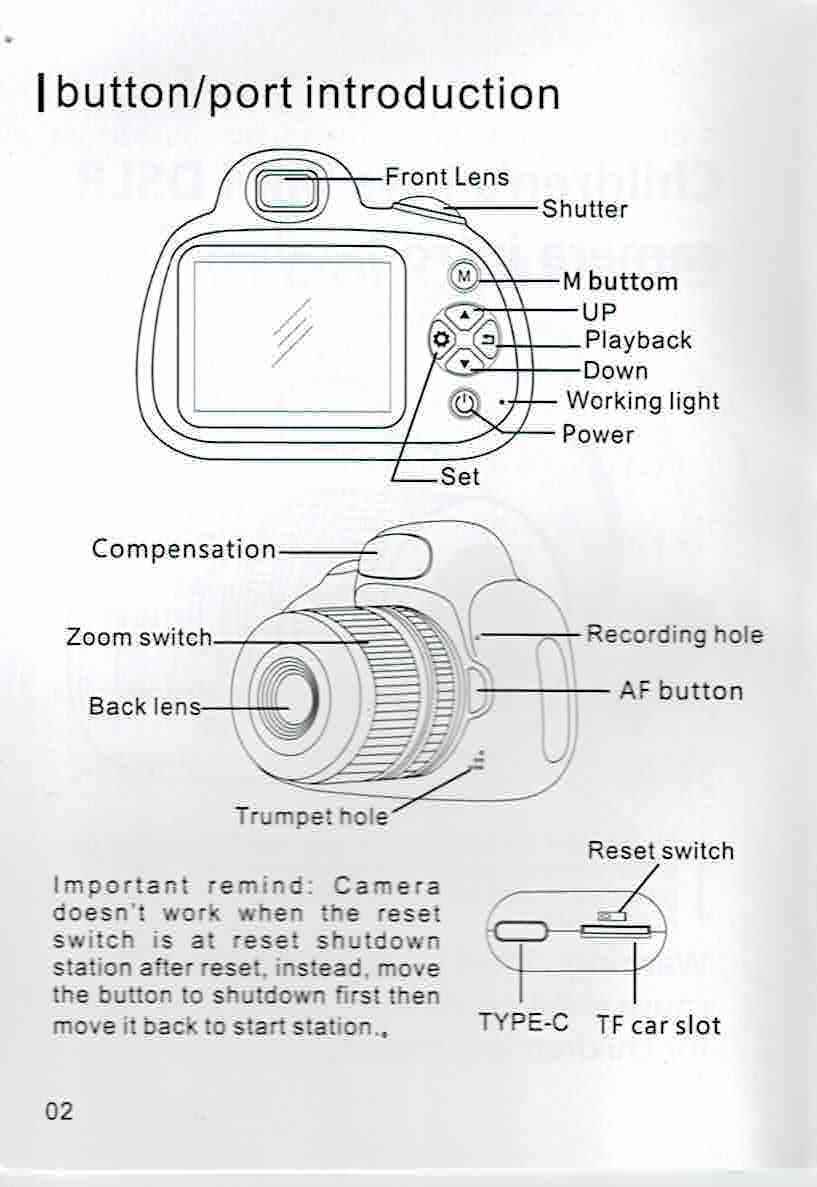 button/port introduction
Front Lens
Shutter
M
M buttom
UP
Playback
Down
Working light
Power
Set
Compensation
Zoom switch
Recording hole
AF button
Back lens
Trumpet hole
Reset switch
Important remind: Camera
doesn't work when the reset
switch is at reset shutdown
station after reset, instead, move
the button to shutdown first then
move it back to start station.,
TYPE-C
TF car slot
02